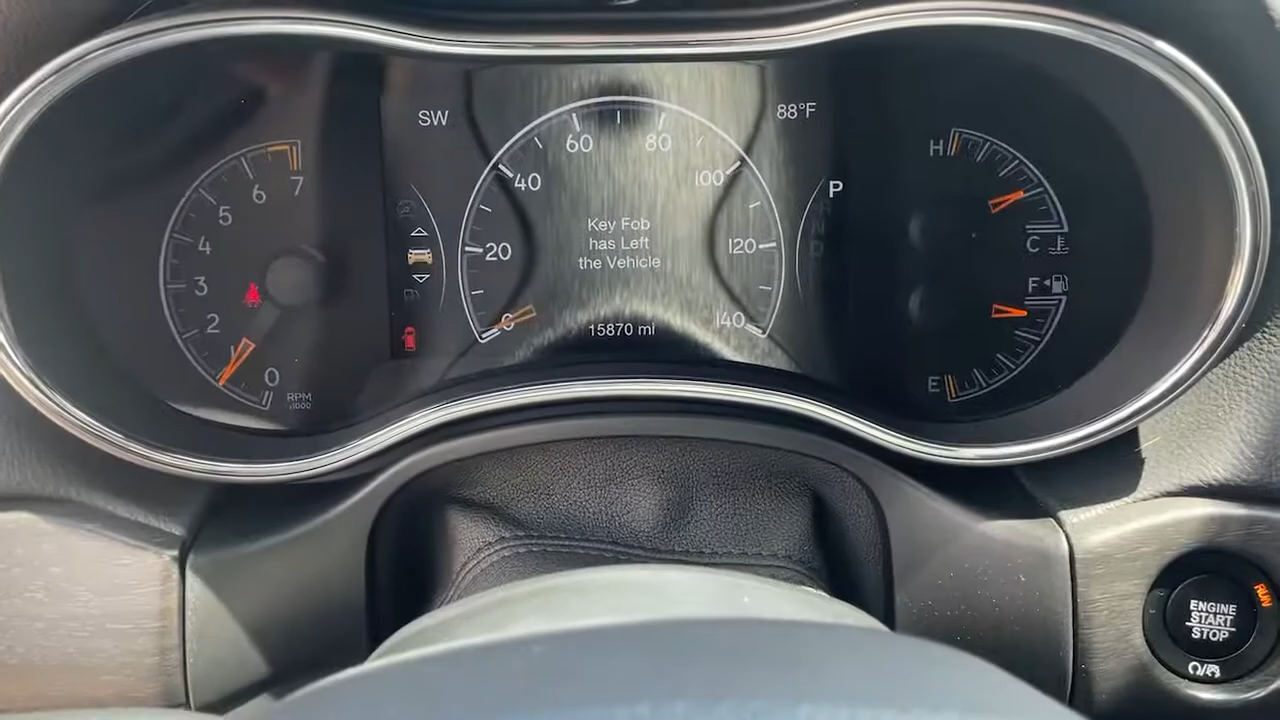 SW
88°F
7
6
5
4
3
2
0
RPM
x1000
60
80
40
100
20
120
0
140
Key Fob
has Left
the Vehicle
15870 mi
P
H
C
F
E
ENGINE
START
STOP
RUN